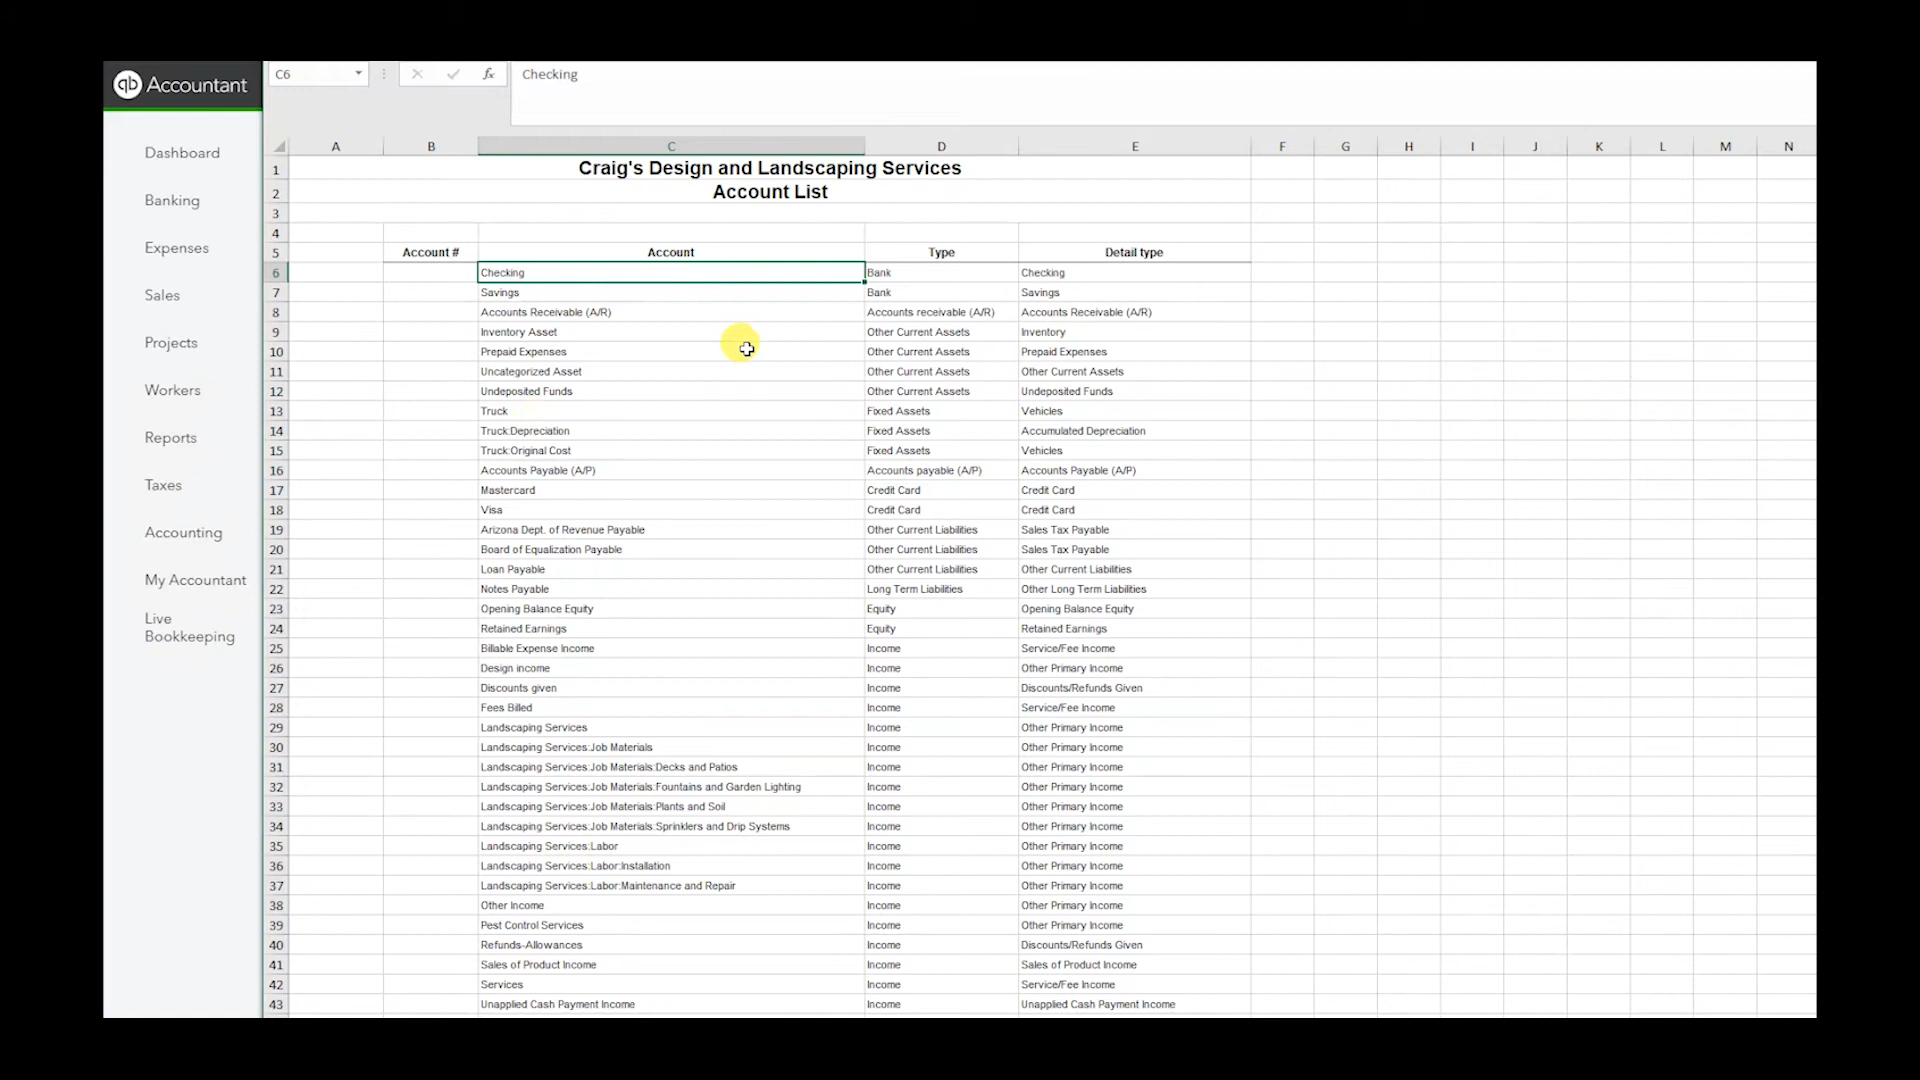 qb Accountant
Dashboard
Banking
Expenses
Sales
Projects
Workers
Reports
Taxes
Accounting
My Accountant
Live
Bookkeeping
C6 fx Checking
A B C D E F G H I J K L M N
1 Craig's Design and Landscaping Services
2 Account List
3
4
5 Account # Account Type Detail type
6 Checking Bank Checking
7 Savings Bank Savings
8 Accounts Receivable (A/R) Accounts receivable (A/R) Accounts Receivable (A/R)
9 Inventory Asset Other Current Assets Inventory
10 Prepaid Expenses Other Current Assets Prepaid Expenses
11 Uncategorized Asset Other Current Assets Other Current Assets
12 Undeposited Funds Other Current Assets Undeposited Funds
13 Truck Fixed Assets Vehicles
14 Truck:Depreciation Fixed Assets Accumulated Depreciation
15 Truck:Original Cost Fixed Assets Vehicles
16 Accounts Payable (A/P) Accounts payable (A/P) Accounts Payable (A/P)
17 Mastercard Credit Card Credit Card
18 Visa Credit Card Credit Card
19 Arizona Dept. of Revenue Payable Other Current Liabilities Sales Tax Payable
20 Board of Equalization Payable Other Current Liabilities Sales Tax Payable
21 Loan Payable Other Current Liabilities Other Current Liabilities
22 Notes Payable Long Term Liabilities Other Long Term Liabilities
23 Opening Balance Equity Equity Opening Balance Equity
24 Retained Earnings Equity Retained Earnings
25 Billable Expense Income Income Service/Fee Income
26 Design income Income Other Primary Income
27 Discounts given Income Discounts/Refunds Given
28 Fees Billed Income Service/Fee Income
29 Landscaping Services Income Other Primary Income
30 Landscaping Services:Job Materials Income Other Primary Income
31 Landscaping Services:Job Materials:Decks and Patios Income Other Primary Income
32 Landscaping Services:Job Materials:Fountains and Garden Lighting Income Other Primary Income
33 Landscaping Services:Job Materials:Plants and Soil Income Other Primary Income
34 Landscaping Services:Job Materials:Sprinklers and Drip Systems Income Other Primary Income
35 Landscaping Services:Labor Income Other Primary Income
36 Landscaping Services:Labor:Installation Income Other Primary Income
37 Landscaping Services:Labor:Maintenance and Repair Income Other Primary Income
38 Other Income Income Other Primary Income
39 Pest Control Services Income Other Primary Income
40 Refunds-Allowances Income Discounts/Refunds Given
41 Sales of Product Income Income Sales of Product Income
42 Services Income Service/Fee Income
43 Unapplied Cash Payment Income Income Unapplied Cash Payment Income